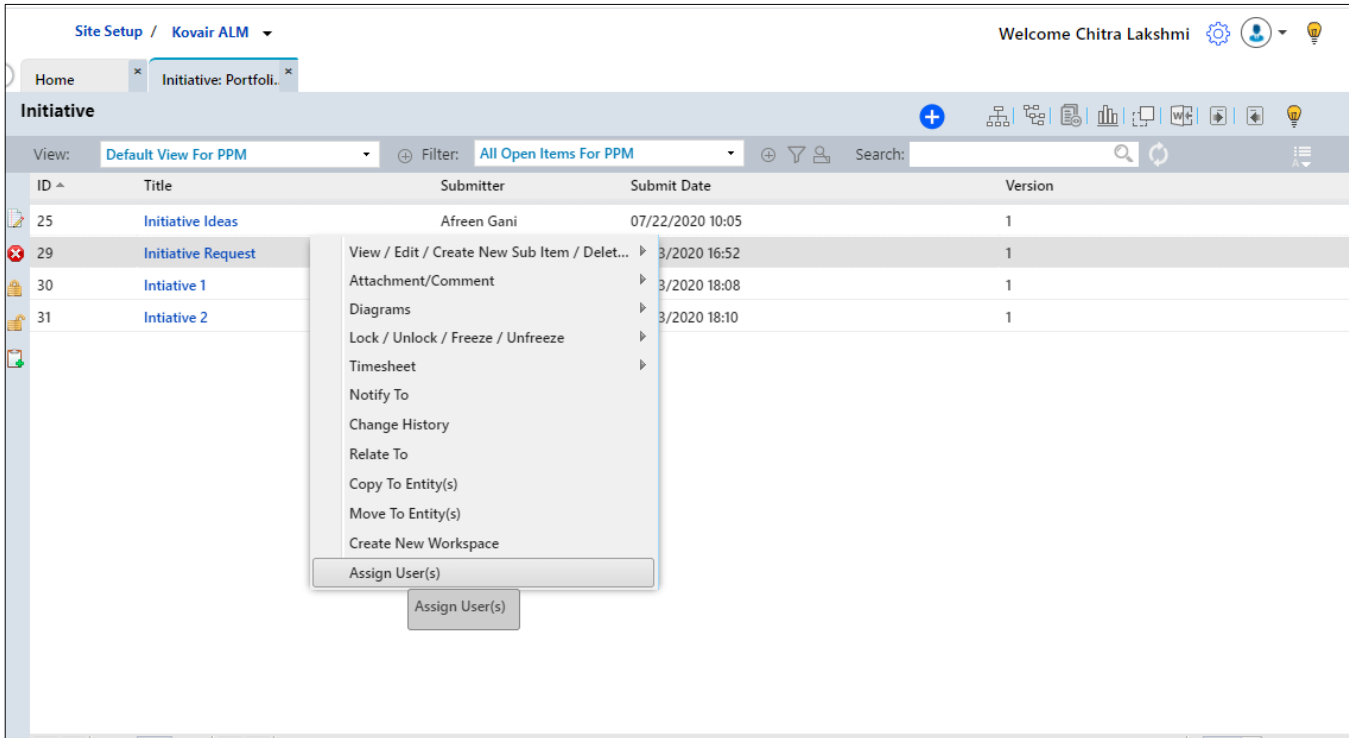 Site Setup / Kovair ALM Welcome Chitra Lakshmi
Home Initiative: Portfoli..
Initiative
View: Default View For PPM Filter: All Open Items For PPM Search:
ID Title Submitter Submit Date Version
25 Initiative Ideas Afreen Gani 07/22/2020 10:05 1
29 Initiative Request 3/2020 16:52 1
30 Intiative 1 3/2020 18:08 1
31 Intiative 2 3/2020 18:10 1
View / Edit / Create New Sub Item / Delet...
Attachment/Comment
Diagrams
Lock / Unlock / Freeze / Unfreeze
Timesheet
Notify To
Change History
Relate To
Copy To Entity(s)
Move To Entity(s)
Create New Workspace
Assign User(s)
Assign User(s)